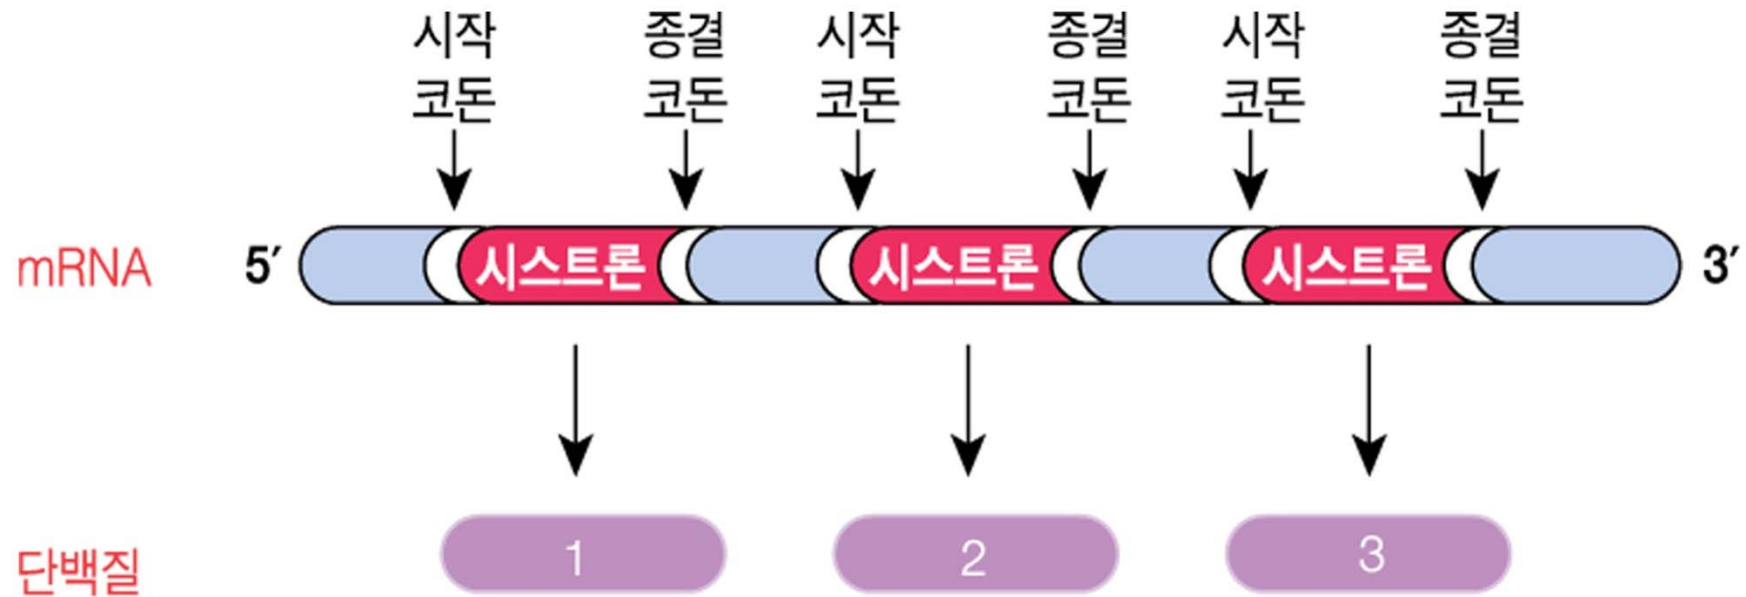 시작 종결 시작 종결 시작 종결
코돈 코돈 코돈 코돈 코돈 코돈
mRNA 5′ 시스트론 시스트론 시스트론 3′
단백질 1 2 3